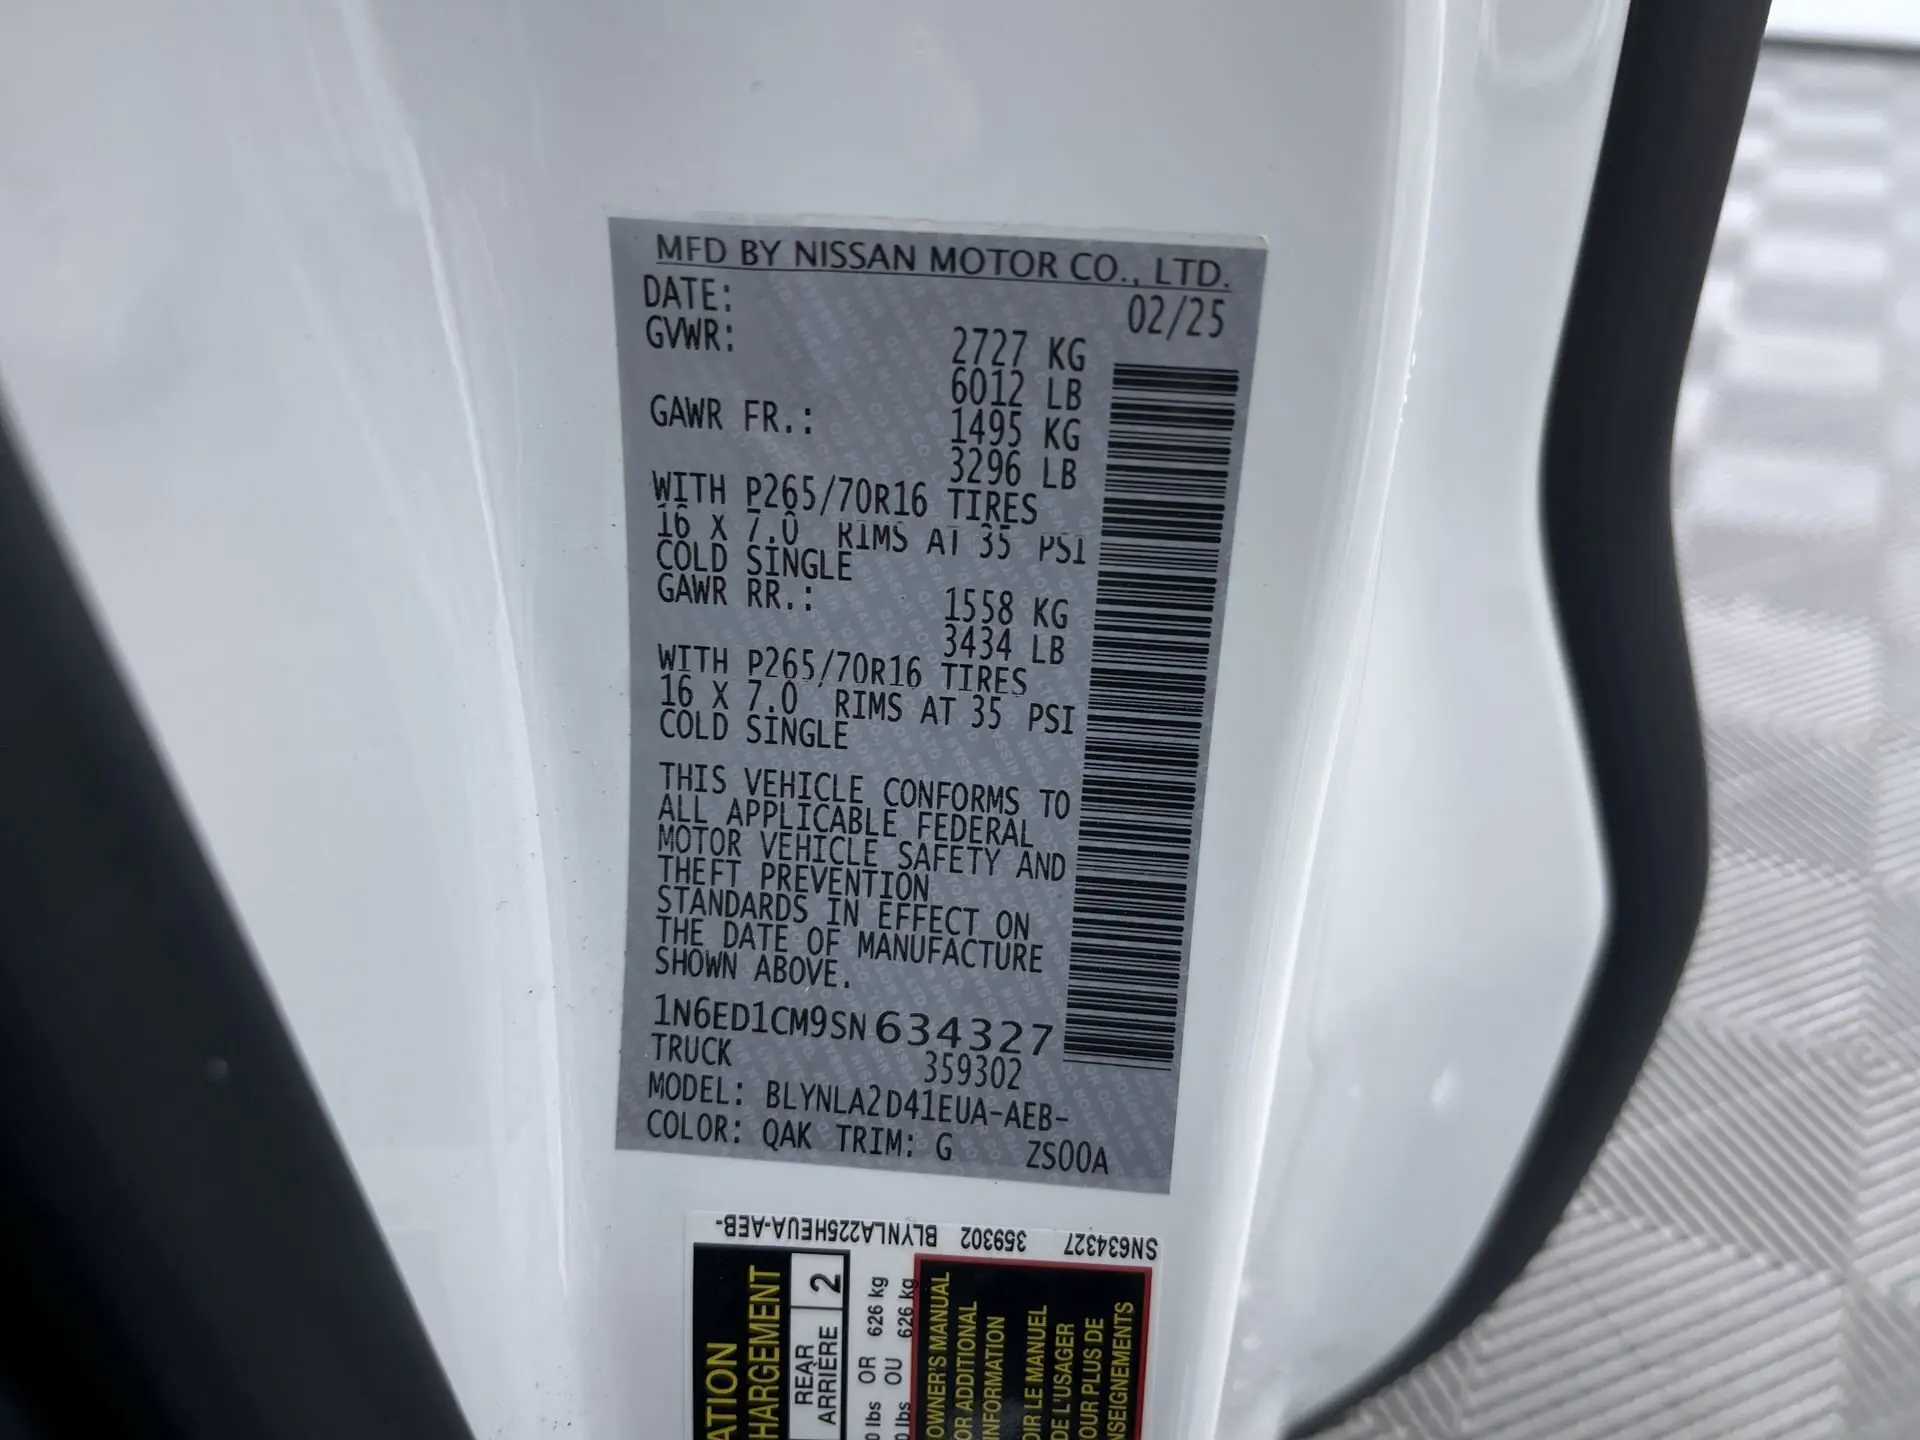 MFD BY NISSAN MOTOR CO., LTD.
DATE: 02/25
GVWR: 2727 KG
6012 LB
GAWR FR.: 1495 KG
3296 LB
WITH P265/70R16 TIRES
16 X 7.0 RIMS AT 35 PSI
COLD SINGLE
GAWR RR.: 1558 KG
3434 LB
WITH P265/70R16 TIRES
16 X 7.0 RIMS AT 35 PSI
COLD SINGLE
THIS VEHICLE CONFORMS TO
ALL APPLICABLE FEDERAL
MOTOR VEHICLE SAFETY AND
THEFT PREVENTION
STANDARDS IN EFFECT ON
THE DATE OF MANUFACTURE
SHOWN ABOVE.
1N6ED1CM9SN634327
TRUCK 359302
MODEL: BLYNLA2D41EUA-AEB-
COLOR: QAK TRIM: G ZS00A
SN634327 359302 BLYNLA225HEUA-AEB-
ATION
HARGEMENT
REAR
ARRIÈRE 2
0 lbs OR 626 kg
0 lbs OU 626 kg
OWNER'S MANUAL
OR ADDITIONAL
INFORMATION
OIR LE MANUEL
DE L'USAGER
OUR PLUS DE
NSEIGNEMENTS